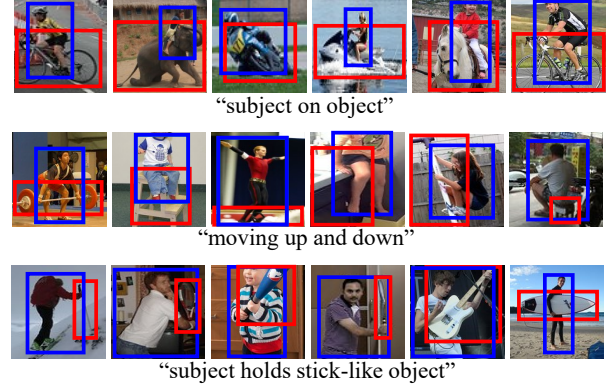 “subject on object”
“moving up and down”
“subject holds stick-like object”